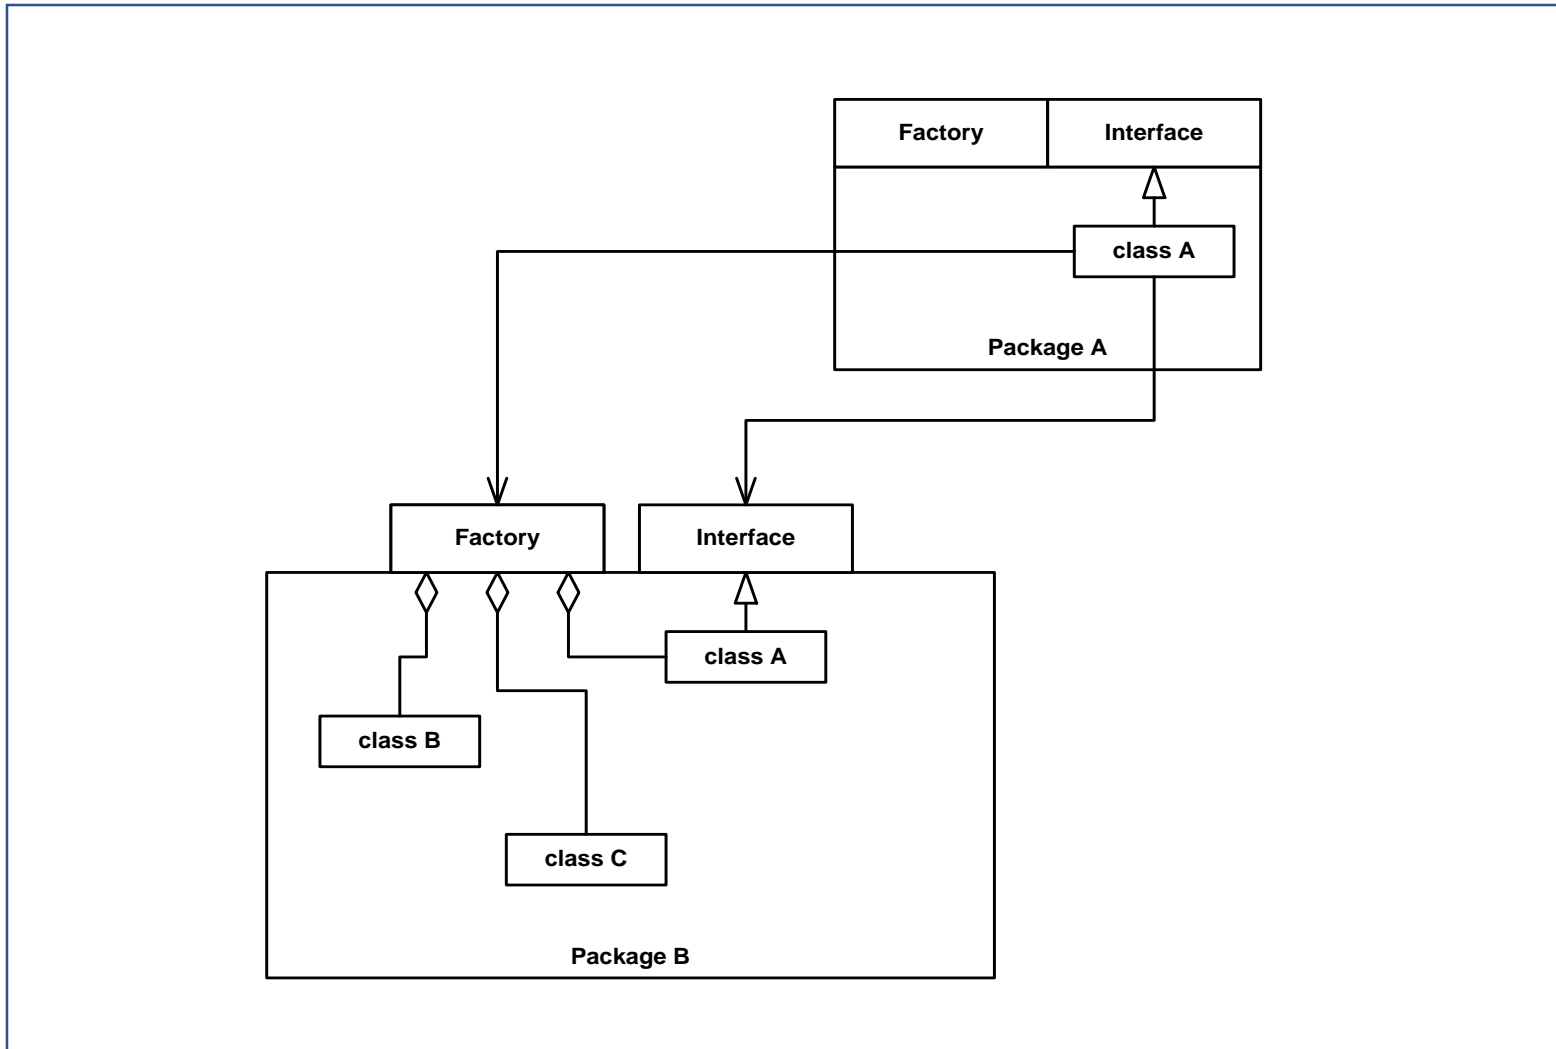 Factory
Interface
class A
Package A
Factory
Interface
class A
class B
class C
Package B